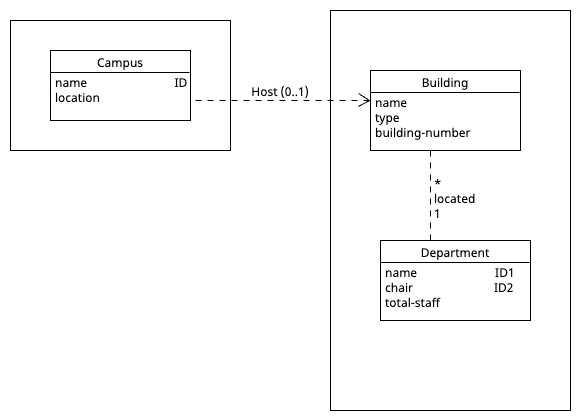 Campus
name ID
location
Host (0..1)
Building
name
type
building-number
*
located
1
Department
name ID1
chair ID2
total-staff